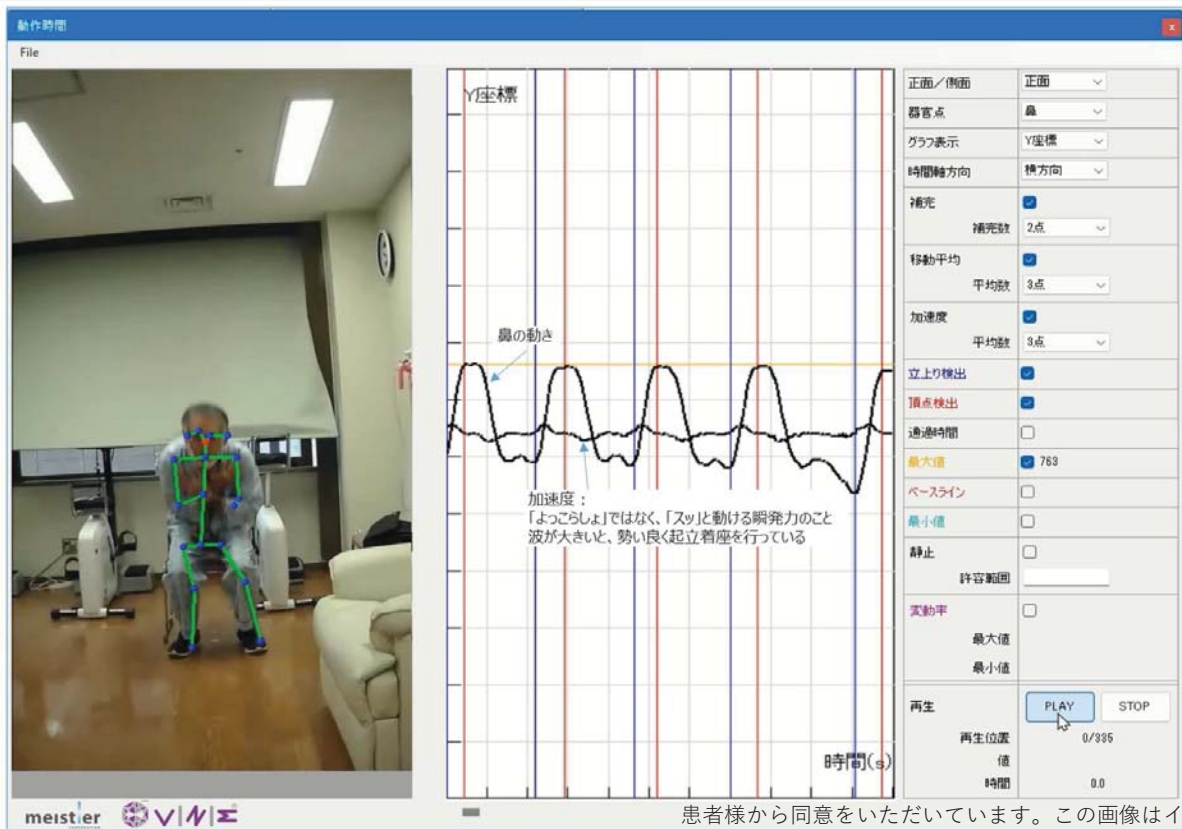 動作時間
x
File
Y座標
鼻の動き
加速度：
「よっこらしょ」ではなく、「スッ」と動ける瞬発力のこと
波が大きいと、勢い良く起立着座を行っている
時間(s)
正面／側面 正面
器官点 鼻
グラフ表示 Y座標
時間軸方向 横方向
補充
補充数 2点
移動平均
平均数 3点
加速度
平均数 3点
立上り検出
頂点検出
通過時間
最大値 763
ベースライン
最小値
静止
許容範囲
変動率
最大値
最小値
再生 PLAY STOP
再生位置 0/335
値
時間 0.0
meistier VINE
患者様から同意をいただいています。この画像はイ